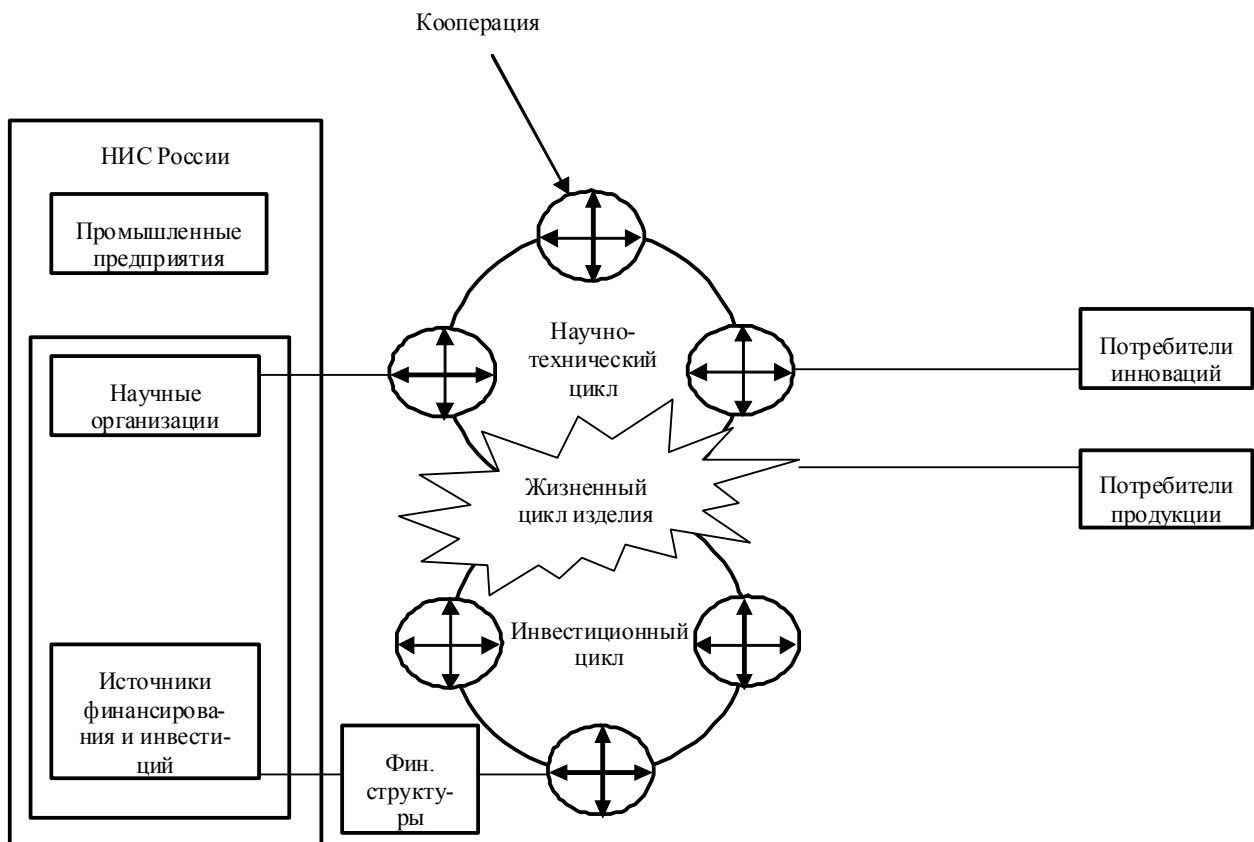 Кооперация
НИС России
Промышленные
предприятия
Научные
организации
Источники
финансирова-
ния и инвести-
ций
Фин.
структу-
ры
Научно-
технический
цикл
Жизненный
цикл изделия
Инвестиционный
цикл
Потребители
инноваций
Потребители
продукции